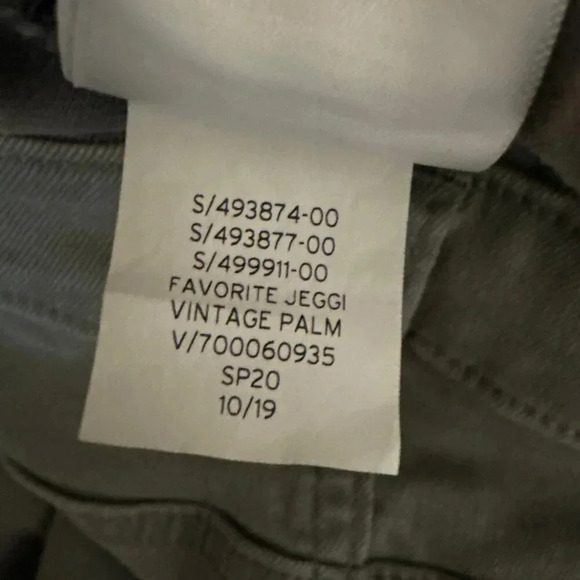 S/493874-00
S/493877-00
S/499911-00
FAVORITE JEGGI
VINTAGE PALM
V/700060935
SP20
10/19